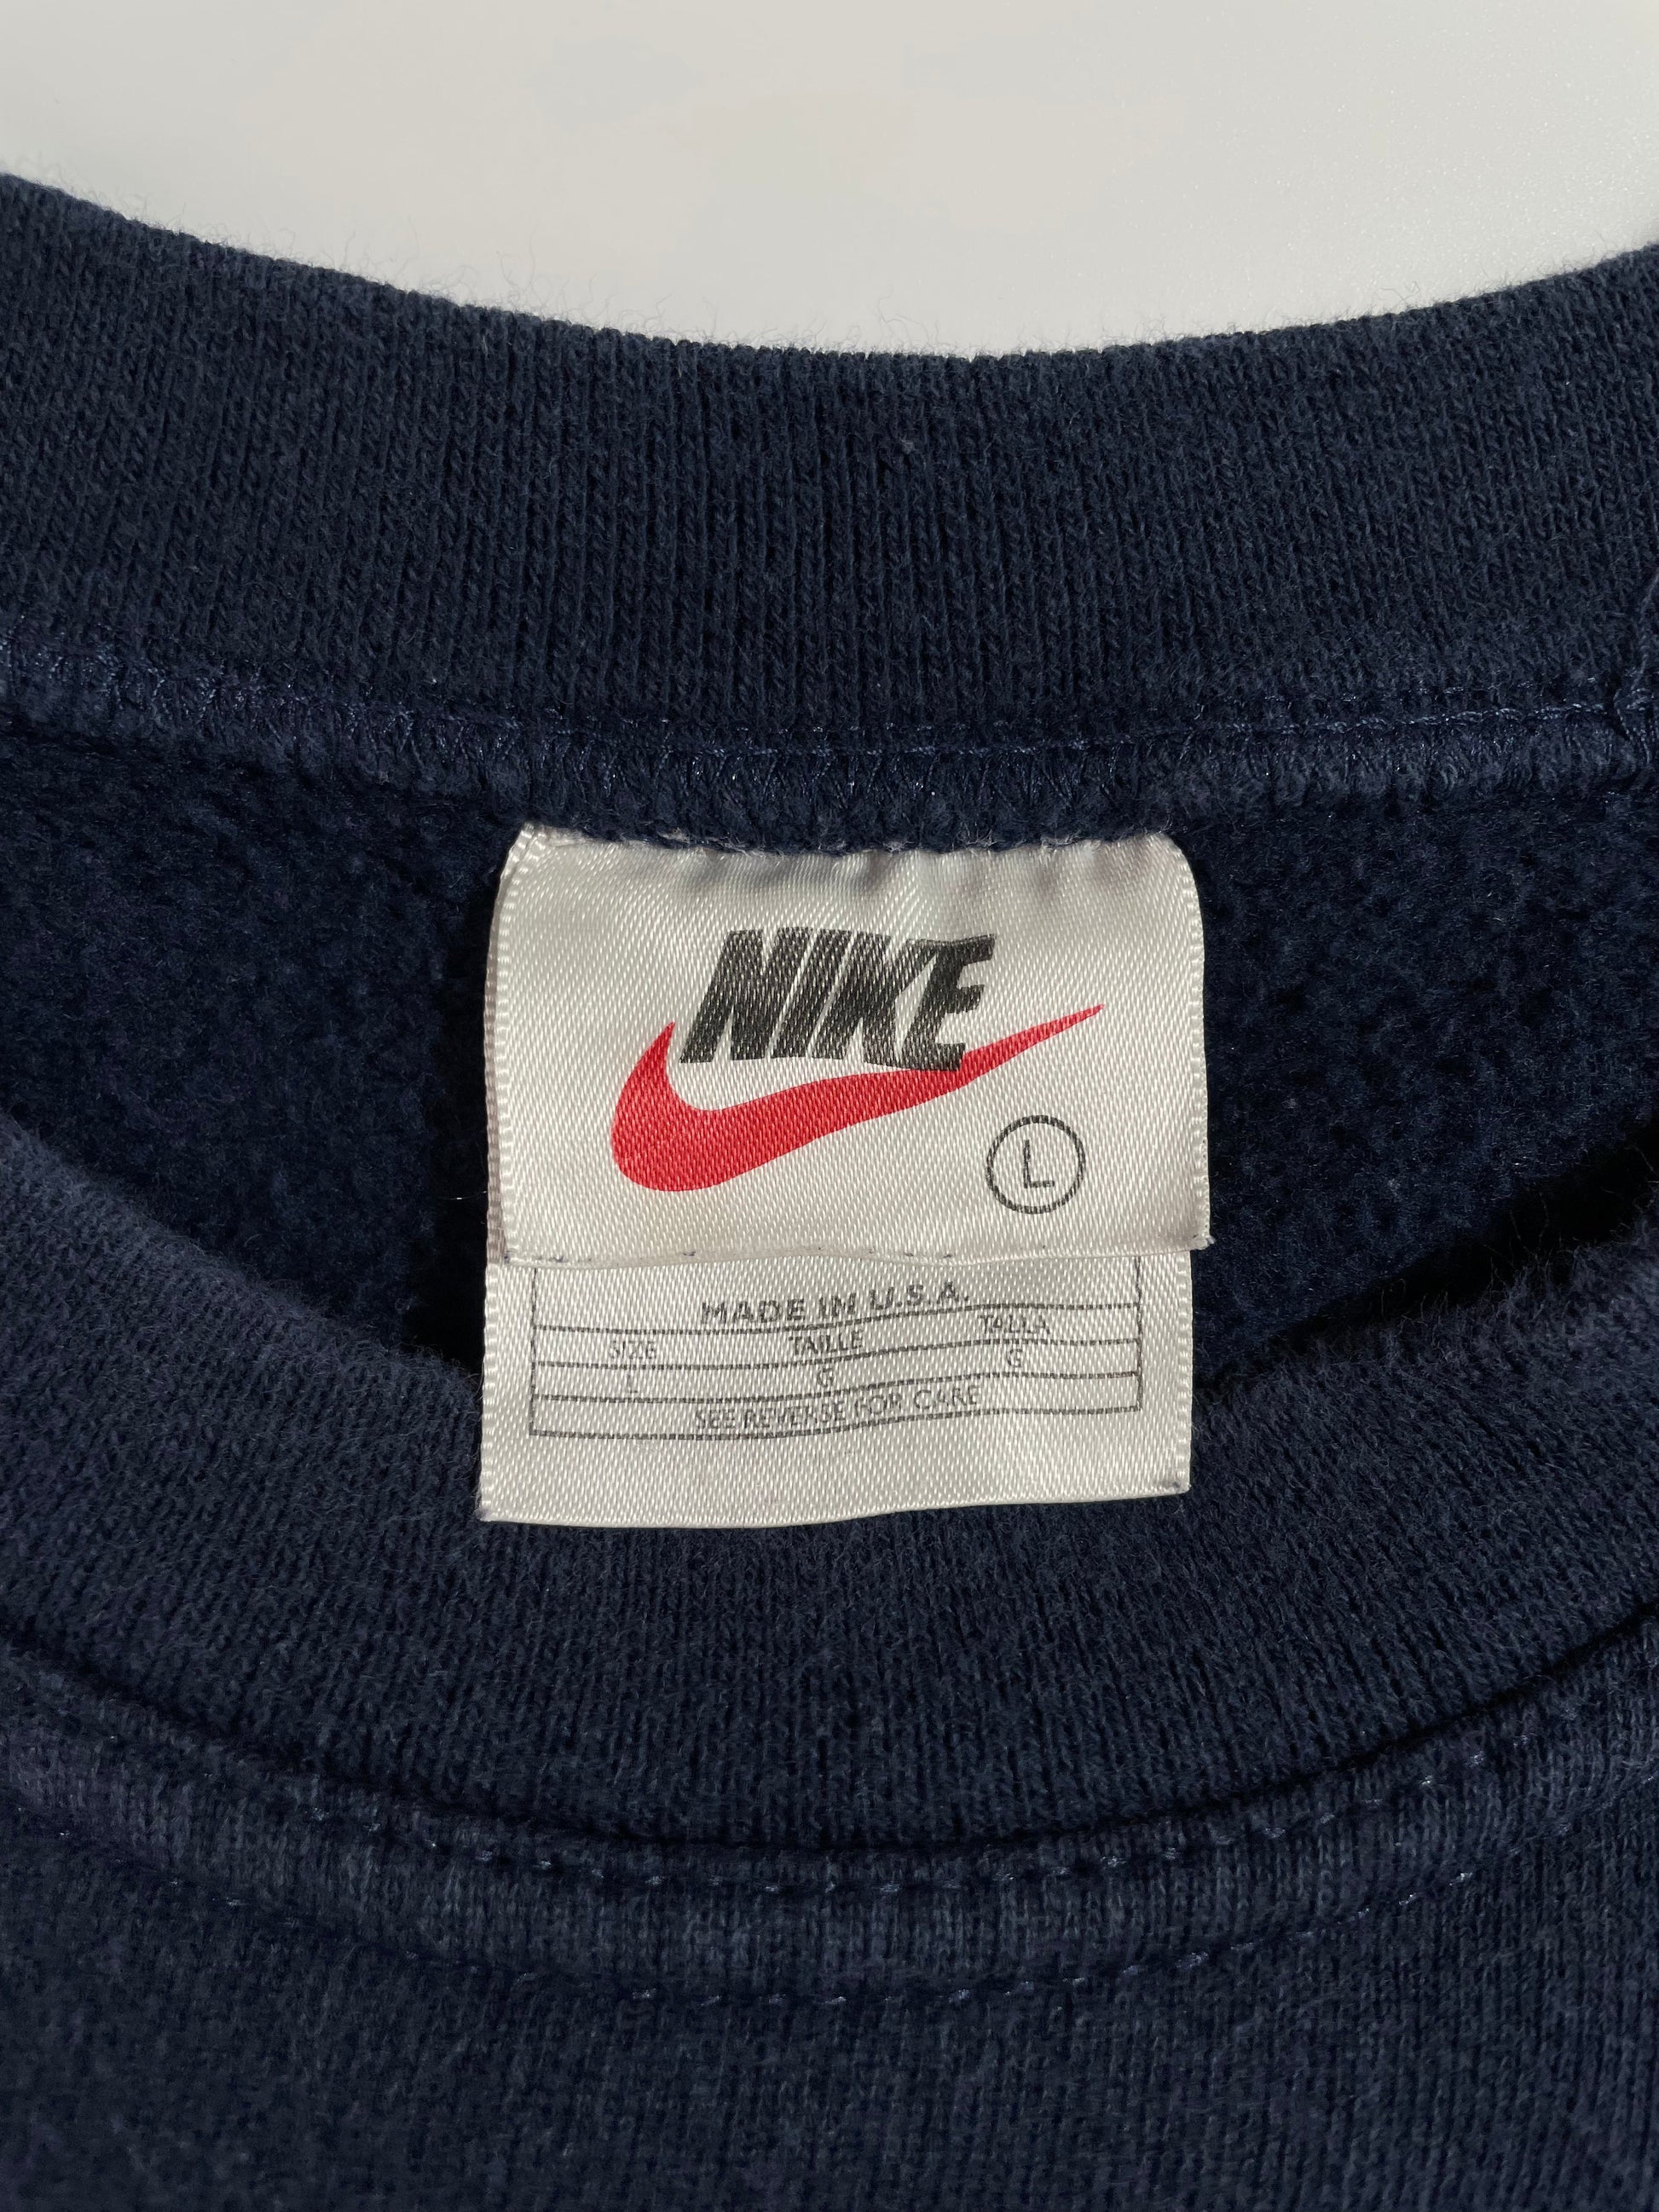 NIKE
L
MADE IN U.S.A.
SIZE TAILLE TALLA
L G G
SEE REVERSE FOR CARE